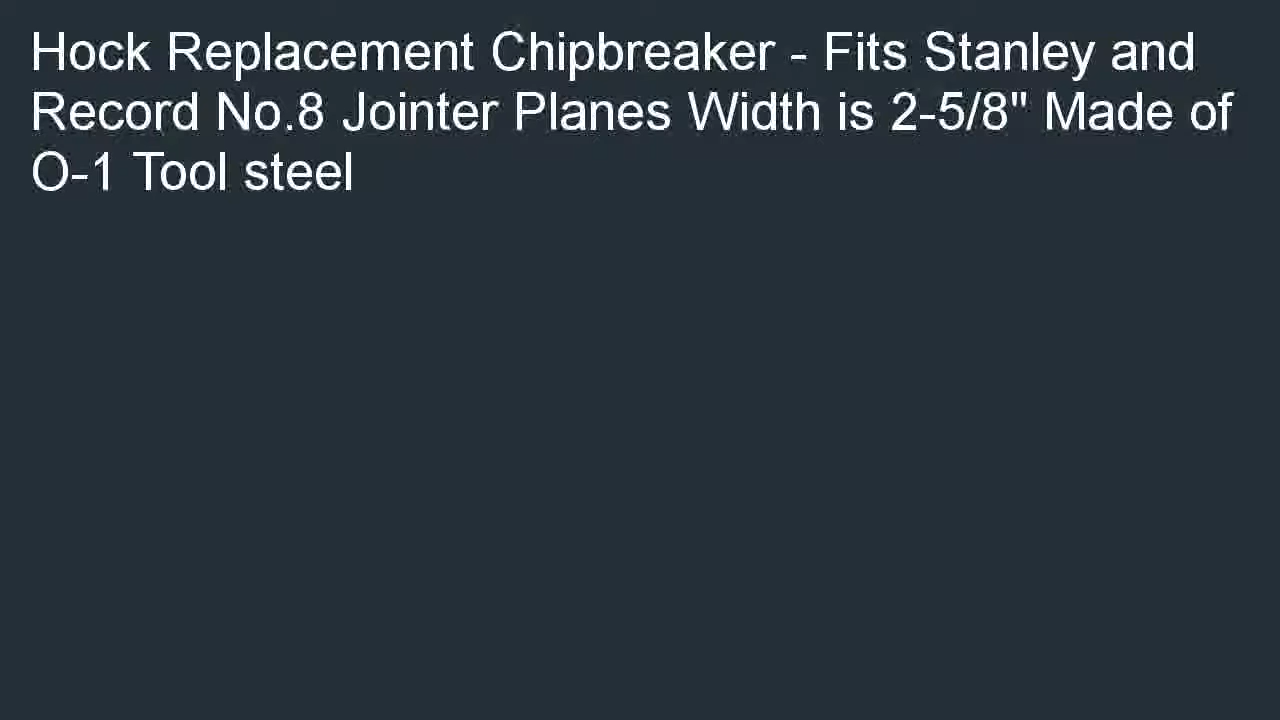 Hock Replacement Chipbreaker - Fits Stanley and
Record No.8 Jointer Planes Width is 2-5/8" Made of
O-1 Tool steel